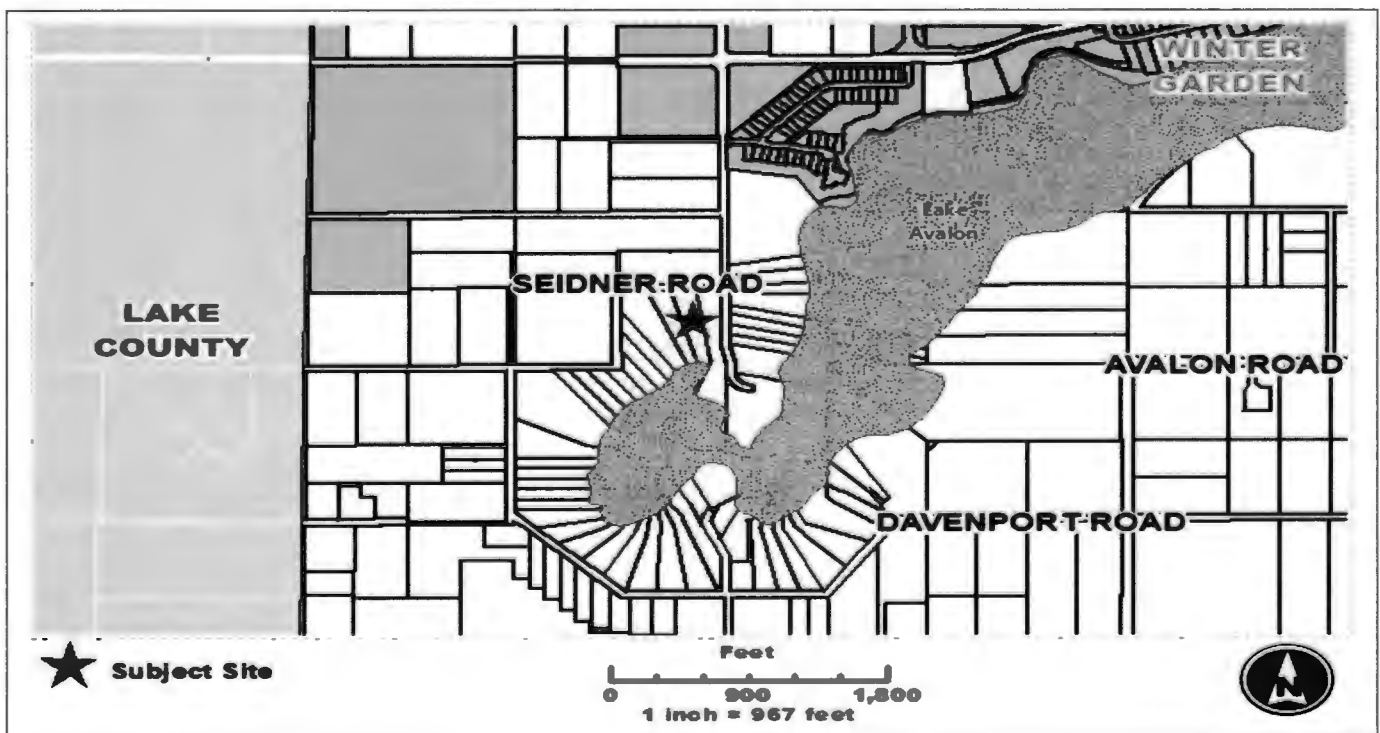 WINTER
GARDEN
Lake
Avalon
SEIDNER ROAD
LAKE
COUNTY
AVALON ROAD
DAVENPORT ROAD
Subject Site
Feet
0 900 1,800
1 inch = 967 feet
N